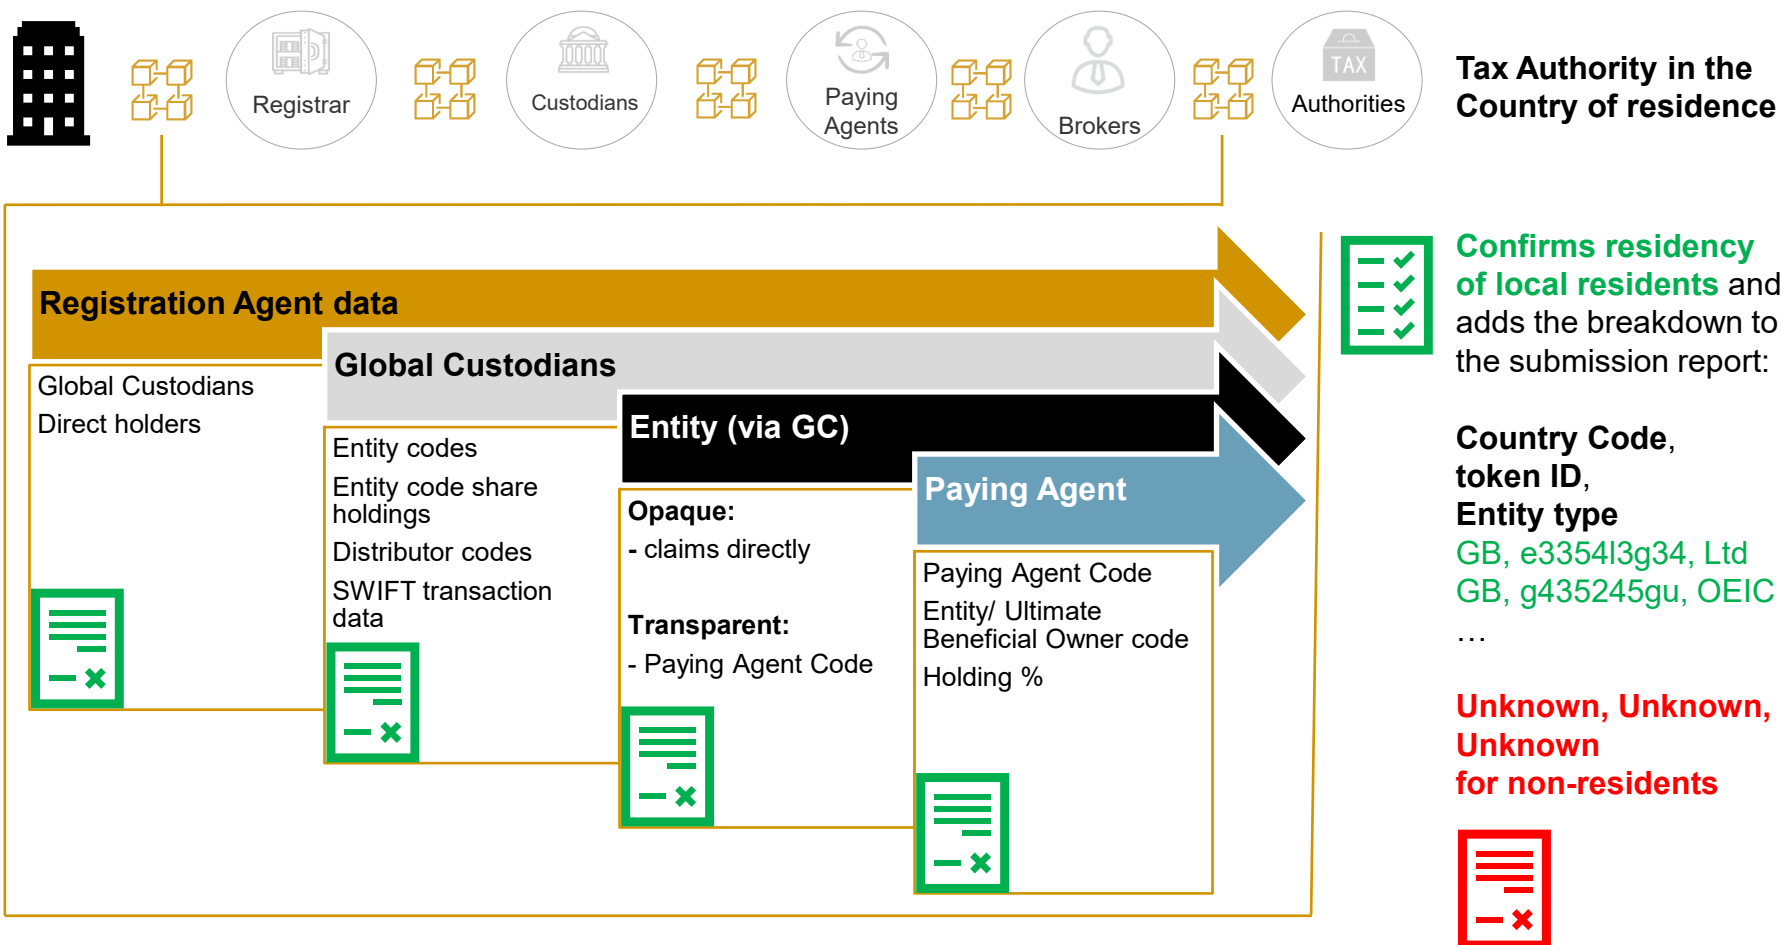 Registrar
Custodians
Paying
Agents
Brokers
TAX
Authorities
Tax Authority in the
Country of residence
Registration Agent data
Global Custodians
Direct holders
Global Custodians
Entity codes
Entity code share
holdings
Distributor codes
SWIFT transaction
data
Entity (via GC)
Opaque:
- claims directly
Transparent:
- Paying Agent Code
Paying Agent
Paying Agent Code
Entity/ Ultimate
Beneficial Owner code
Holding %
Confirms residency
of local residents and
adds the breakdown to
the submission report:
Country Code,
token ID,
Entity type
GB, e3354l3g34, Ltd
GB, g435245gu, OEIC
…
Unknown, Unknown,
Unknown
for non-residents